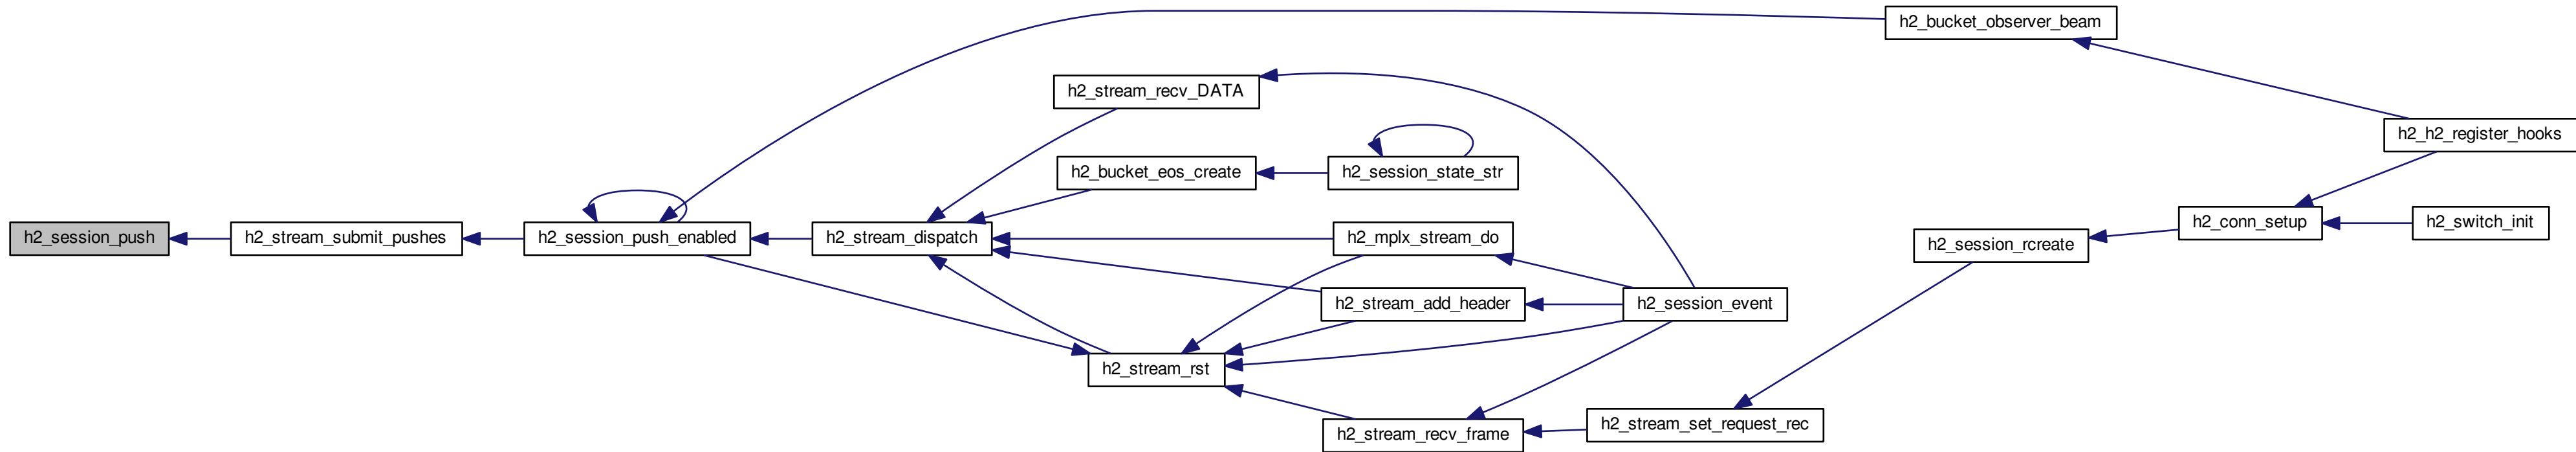 h2_bucket_observer_beam
h2_stream_recv_DATA
h2_h2_register_hooks
h2_bucket_eos_create
h2_session_state_str
h2_session_push
h2_stream_submit_pushes
h2_session_push_enabled
h2_stream_dispatch
h2_mplx_stream_do
h2_session_rcreate
h2_conn_setup
h2_switch_init
h2_stream_add_header
h2_session_event
h2_stream_rst
h2_stream_recv_frame
h2_stream_set_request_rec